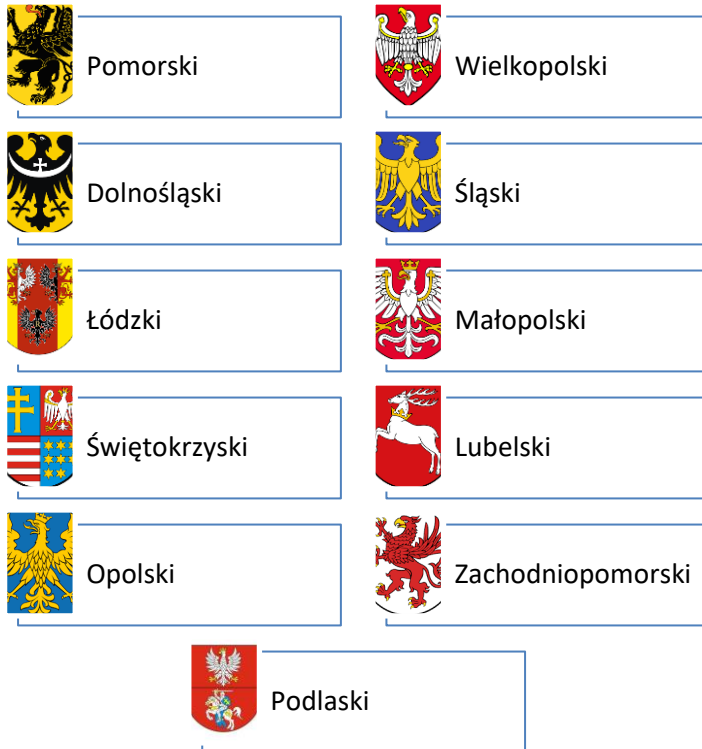 Pomorski
Wielkopolski
Dolnośląski
Śląski
Łódzki
Małopolski
Świętokrzyski
Lubelski
Opolski
Zachodniopomorski
Podlaski